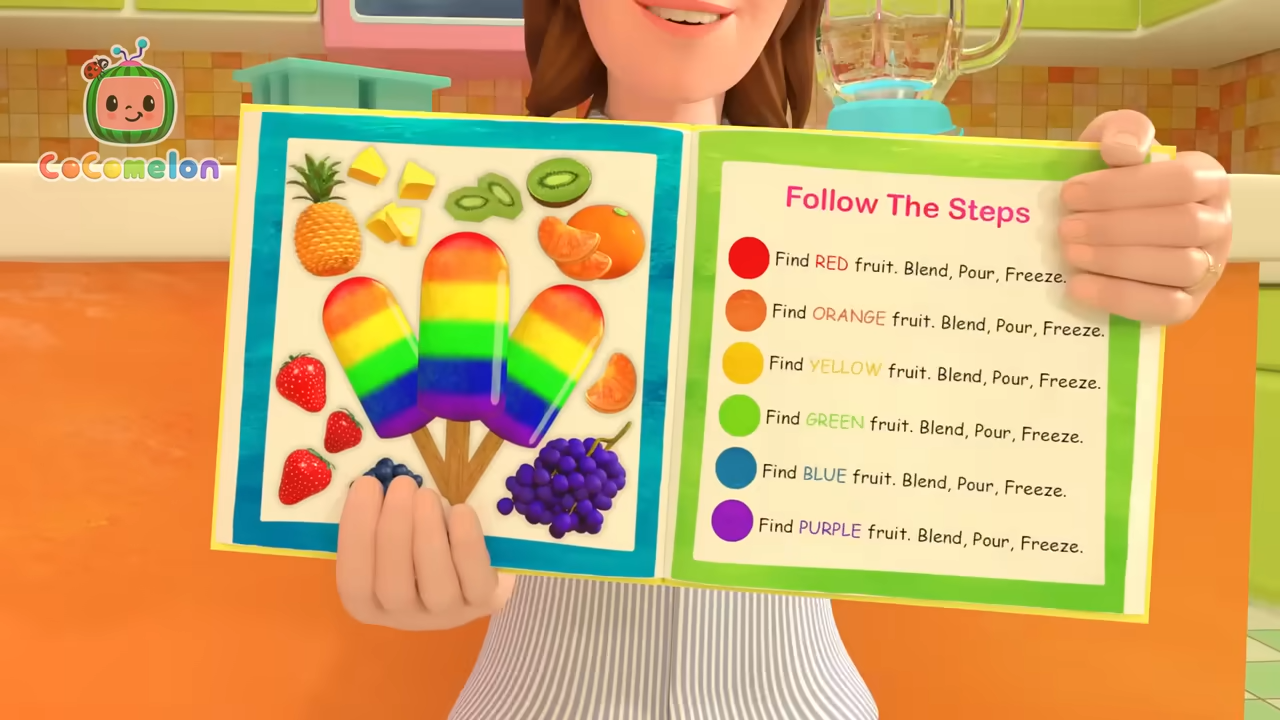 CoComelon
Follow The Steps
Find RED fruit. Blend, Pour, Freeze.
Find ORANGE fruit. Blend, Pour, Freeze.
Find YELLOW fruit. Blend, Pour, Freeze.
Find GREEN fruit. Blend, Pour, Freeze.
Find BLUE fruit. Blend, Pour, Freeze.
Find PURPLE fruit. Blend, Pour, Freeze.